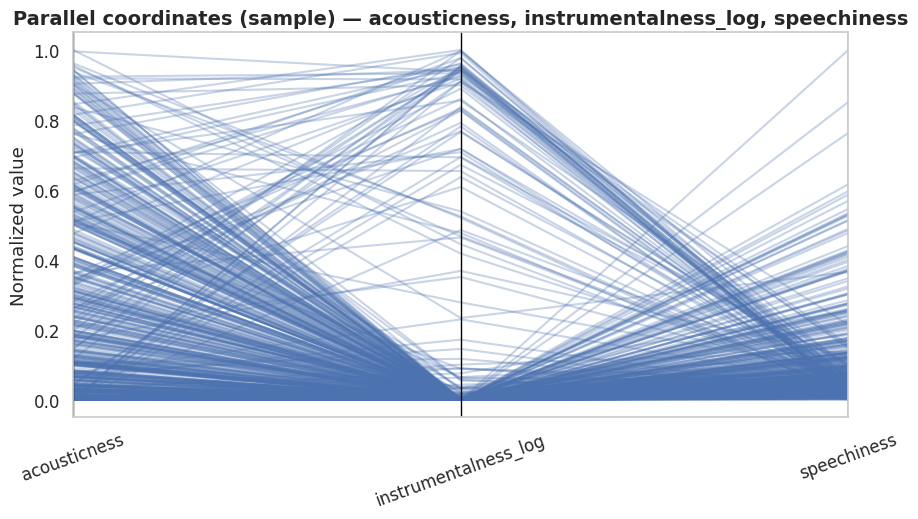 Parallel coordinates (sample) — acousticness, instrumentalness_log, speechiness
Normalized value
1.0
0.8
0.6
0.4
0.2
0.0
acousticness
instrumentalness_log
speechiness